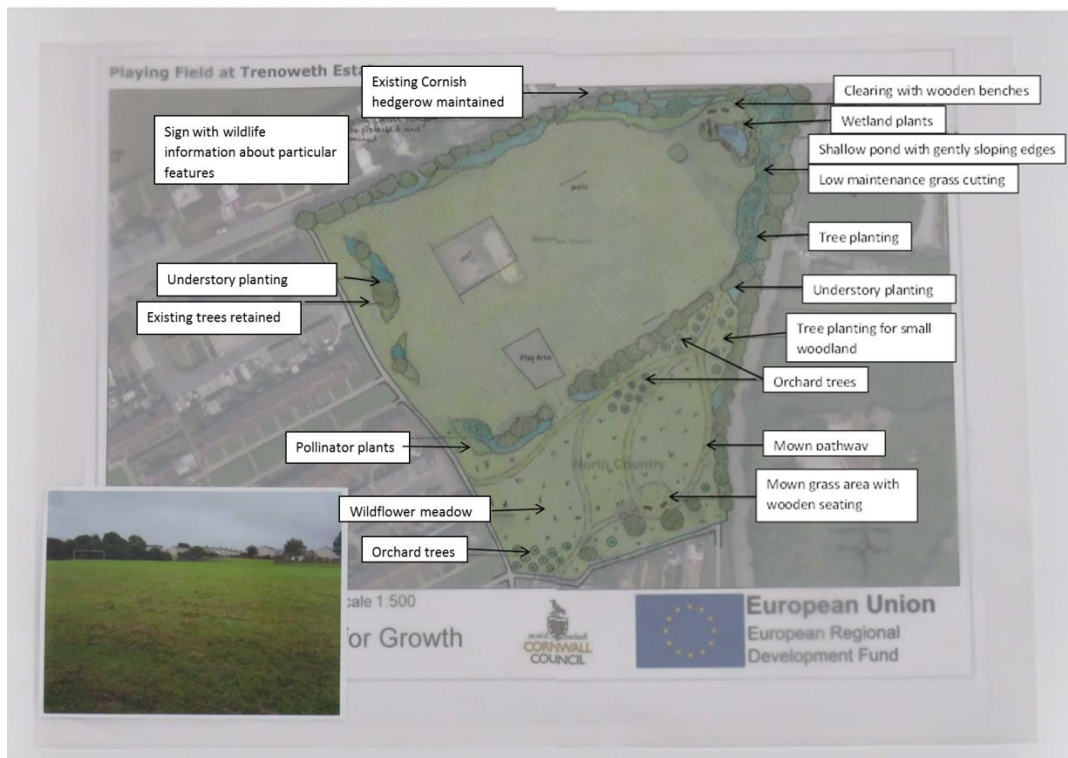 Playing Field at Trenoweth Est
Existing Cornish
hedgerow maintained
Sign with wildlife
information about particular
features
Clearing with wooden benches
Wetland plants
Shallow pond with gently sloping edges
Low maintenance grass cutting
Tree planting
Understory planting
Existing trees retained
Understory planting
Tree planting for small
woodland
Orchard trees
Play Area
Pollinator plants
Mown pathway
North Country
Mown grass area with
wooden seating
Wildflower meadow
Orchard trees
cale 1:500
for Growth
CORNWALL
COUNCIL
European Union
European Regional
Development Fund